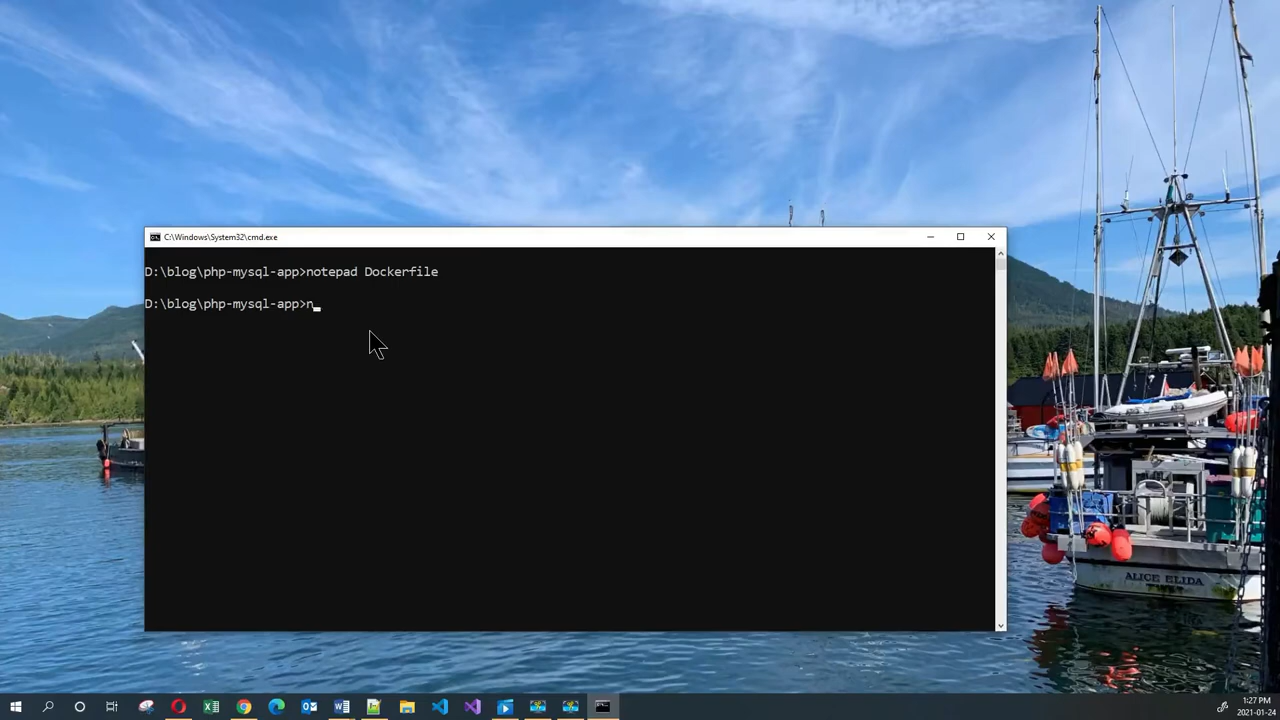 C:\Windows\System32\cmd.exe
D:\blog\php-mysql-app>notepad Dockerfile
D:\blog\php-mysql-app>n_
ALICE ELIDA
1:27 PM
2021-01-24